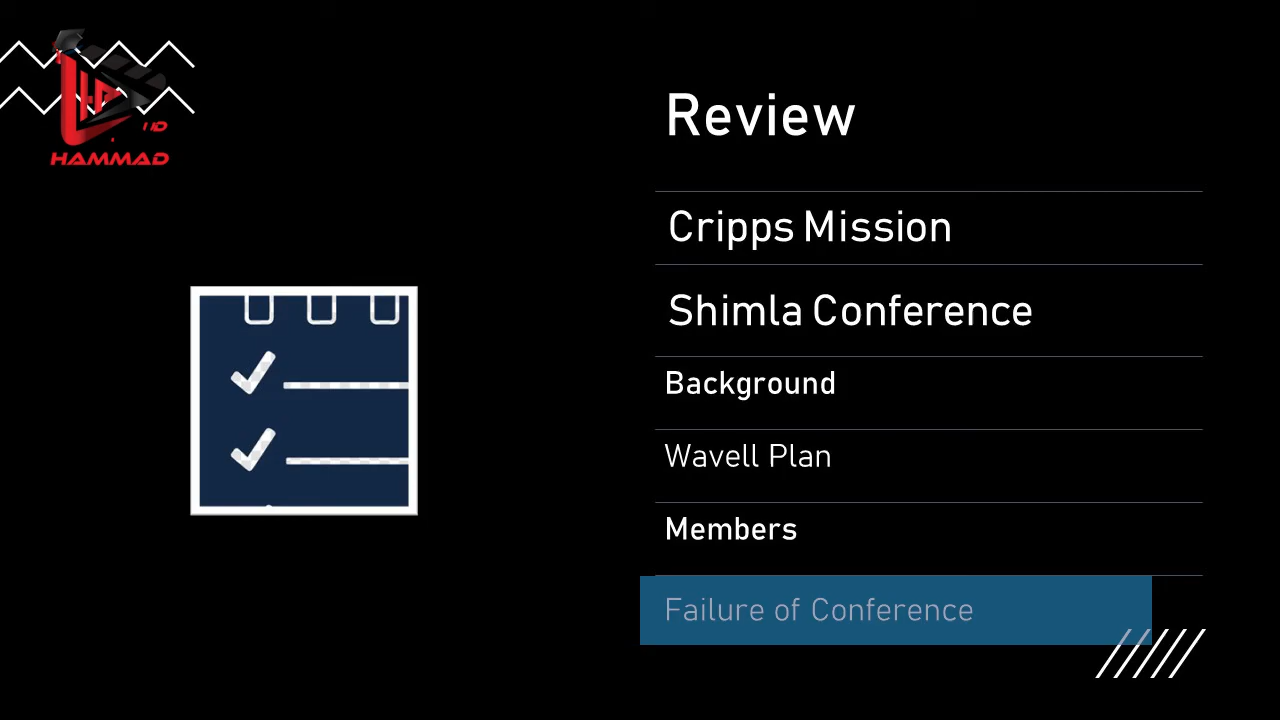 HAMMAD
Review
Cripps Mission
Shimla Conference
Background
Wavell Plan
Members
Failure of Conference